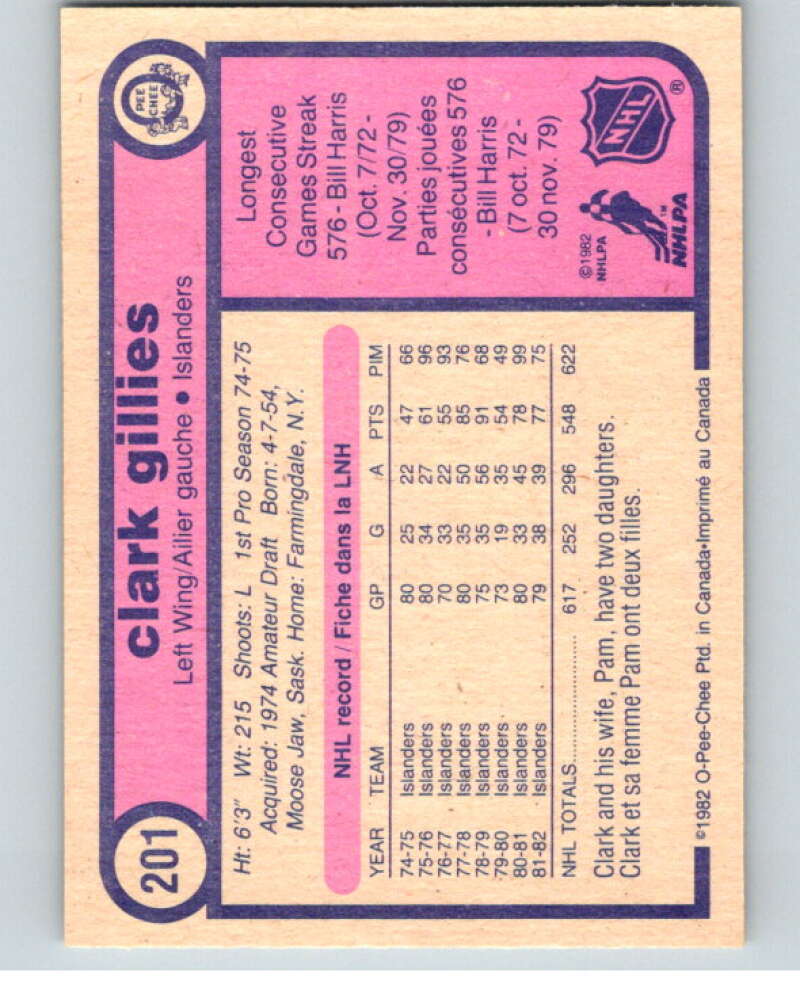 201
clark gillies
O
PEE
CHEE
Left Wing/Ailier gauche • Islanders
Ht: 6'3" Wt: 215 Shoots: L 1st Pro Season 74-75
Acquired: 1974 Amateur Draft Born: 4-7-54,
Moose Jaw, Sask. Home: Farmingdale, N.Y.
NHL record / Fiche dans la LNH
YEAR TEAM GP G A PTS PIM
74-75 Islanders 80 25 22 47 66
75-76 Islanders 80 34 27 61 96
76-77 Islanders 70 33 22 55 93
77-78 Islanders 80 35 50 85 76
78-79 Islanders 75 35 56 91 68
79-80 Islanders 73 19 35 54 49
80-81 Islanders 80 33 45 78 99
81-82 Islanders 79 38 39 77 75
NHL TOTALS.......................... 617 252 296 548 622
Clark and his wife, Pam, have two daughters.
Clark et sa femme Pam ont deux filles.
©1982 O-Pee-Chee Ptd. in Canada•Imprimé au Canada
Longest
Consecutive
Games Streak
576 - Bill Harris
(Oct. 7/72 -
Nov. 30/79)
Parties jouées
consécutives 576
- Bill Harris
(7 oct. 72 -
30 nov. 79)
©1982
NHLPA
NHLPA™
NHL®